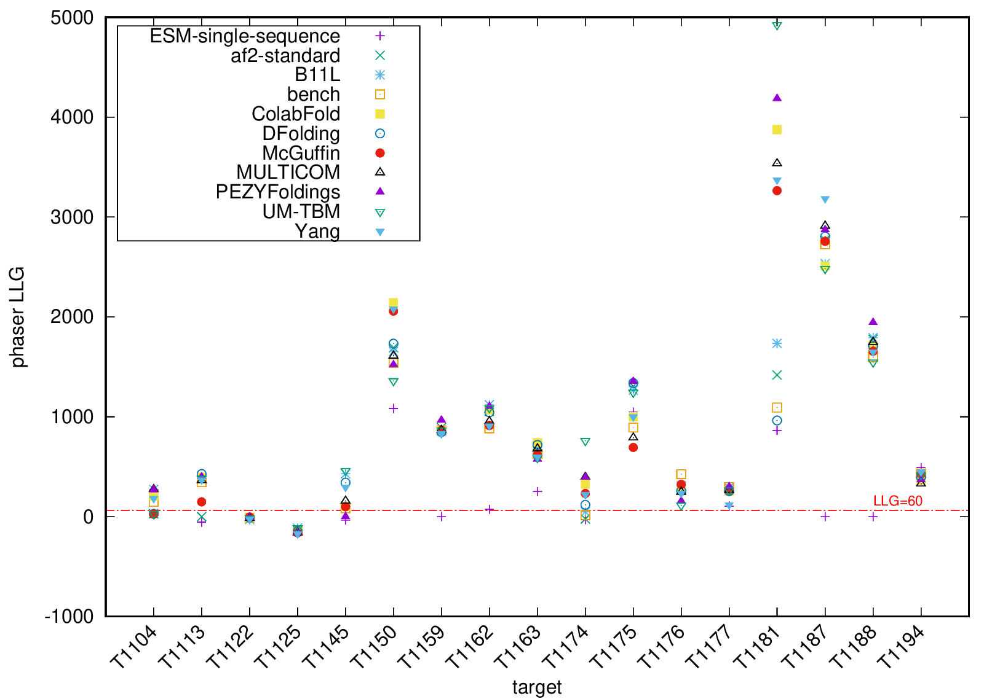 5000
4000
3000
2000
1000
0
-1000
phaser LLG
ESM-single-sequence
af2-standard
B11L
bench
ColabFold
DFolding
McGuffin
MULTICOM
PEZYFoldings
UM-TBM
Yang
LLG=60
T1104
T1113
T1122
T1125
T1145
T1150
T1159
T1162
T1163
T1174
T1175
T1176
T1177
T1181
T1187
T1188
T1194
target